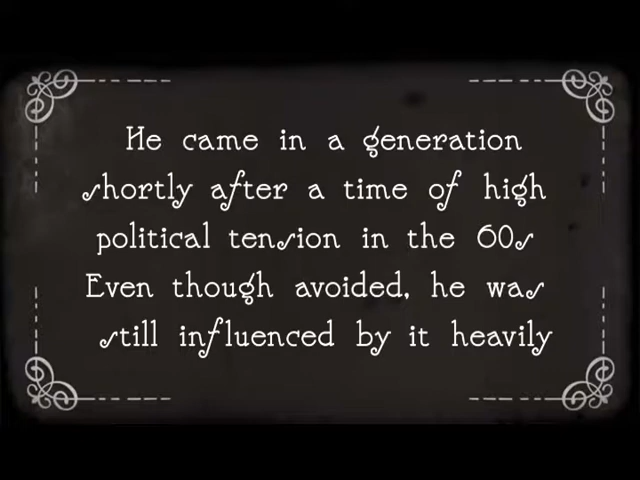 He came in a generation
shortly after a time of high
political tension in the 60s
Even though avoided, he was
still influenced by it heavily